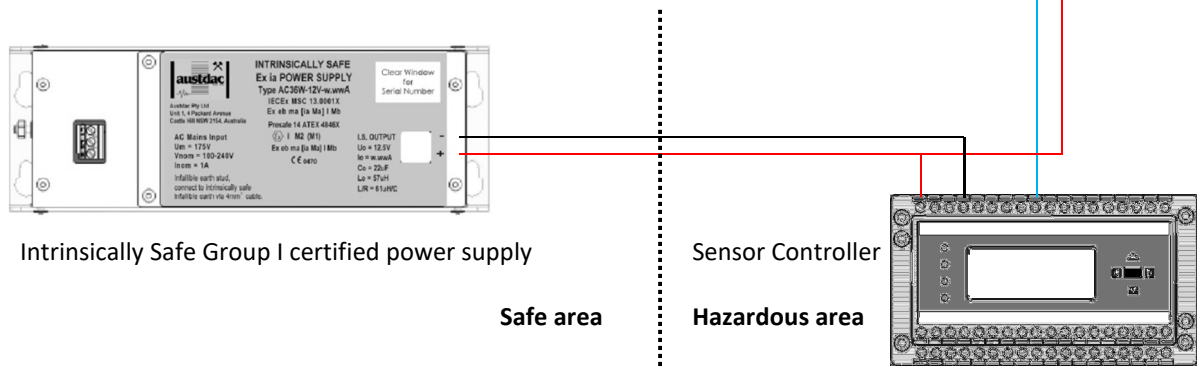 austdac
Austdac Pty Ltd
Unit 1, 4 Packard Avenue
Castle Hill NSW 2154, Australia
INTRINSICALLY SAFE
Ex ia POWER SUPPLY
Type AC36W-12V-w.wwA
IECEx MSC 13.0001X
Ex eb ma [ia Ma] I Mb
Presafe 14 ATEX 4846X
I M2 (M1)
Ex eb ma [ia Ma] I Mb
CE 0470
Clear Window
for
Serial Number
AC Mains Input
Um = 175V
Vnom = 100-240V
Inom = 1A
Infallible earth stud,
connect to intrinsically safe
infallible earth via 4mm² cable.
I.S. OUTPUT
Uo = 12.5V
Io = w.wwA
Co = 22uF
Lo = 57uH
-
+
Intrinsically Safe Group I certified power supply
Sensor Controller
Safe area
Hazardous area